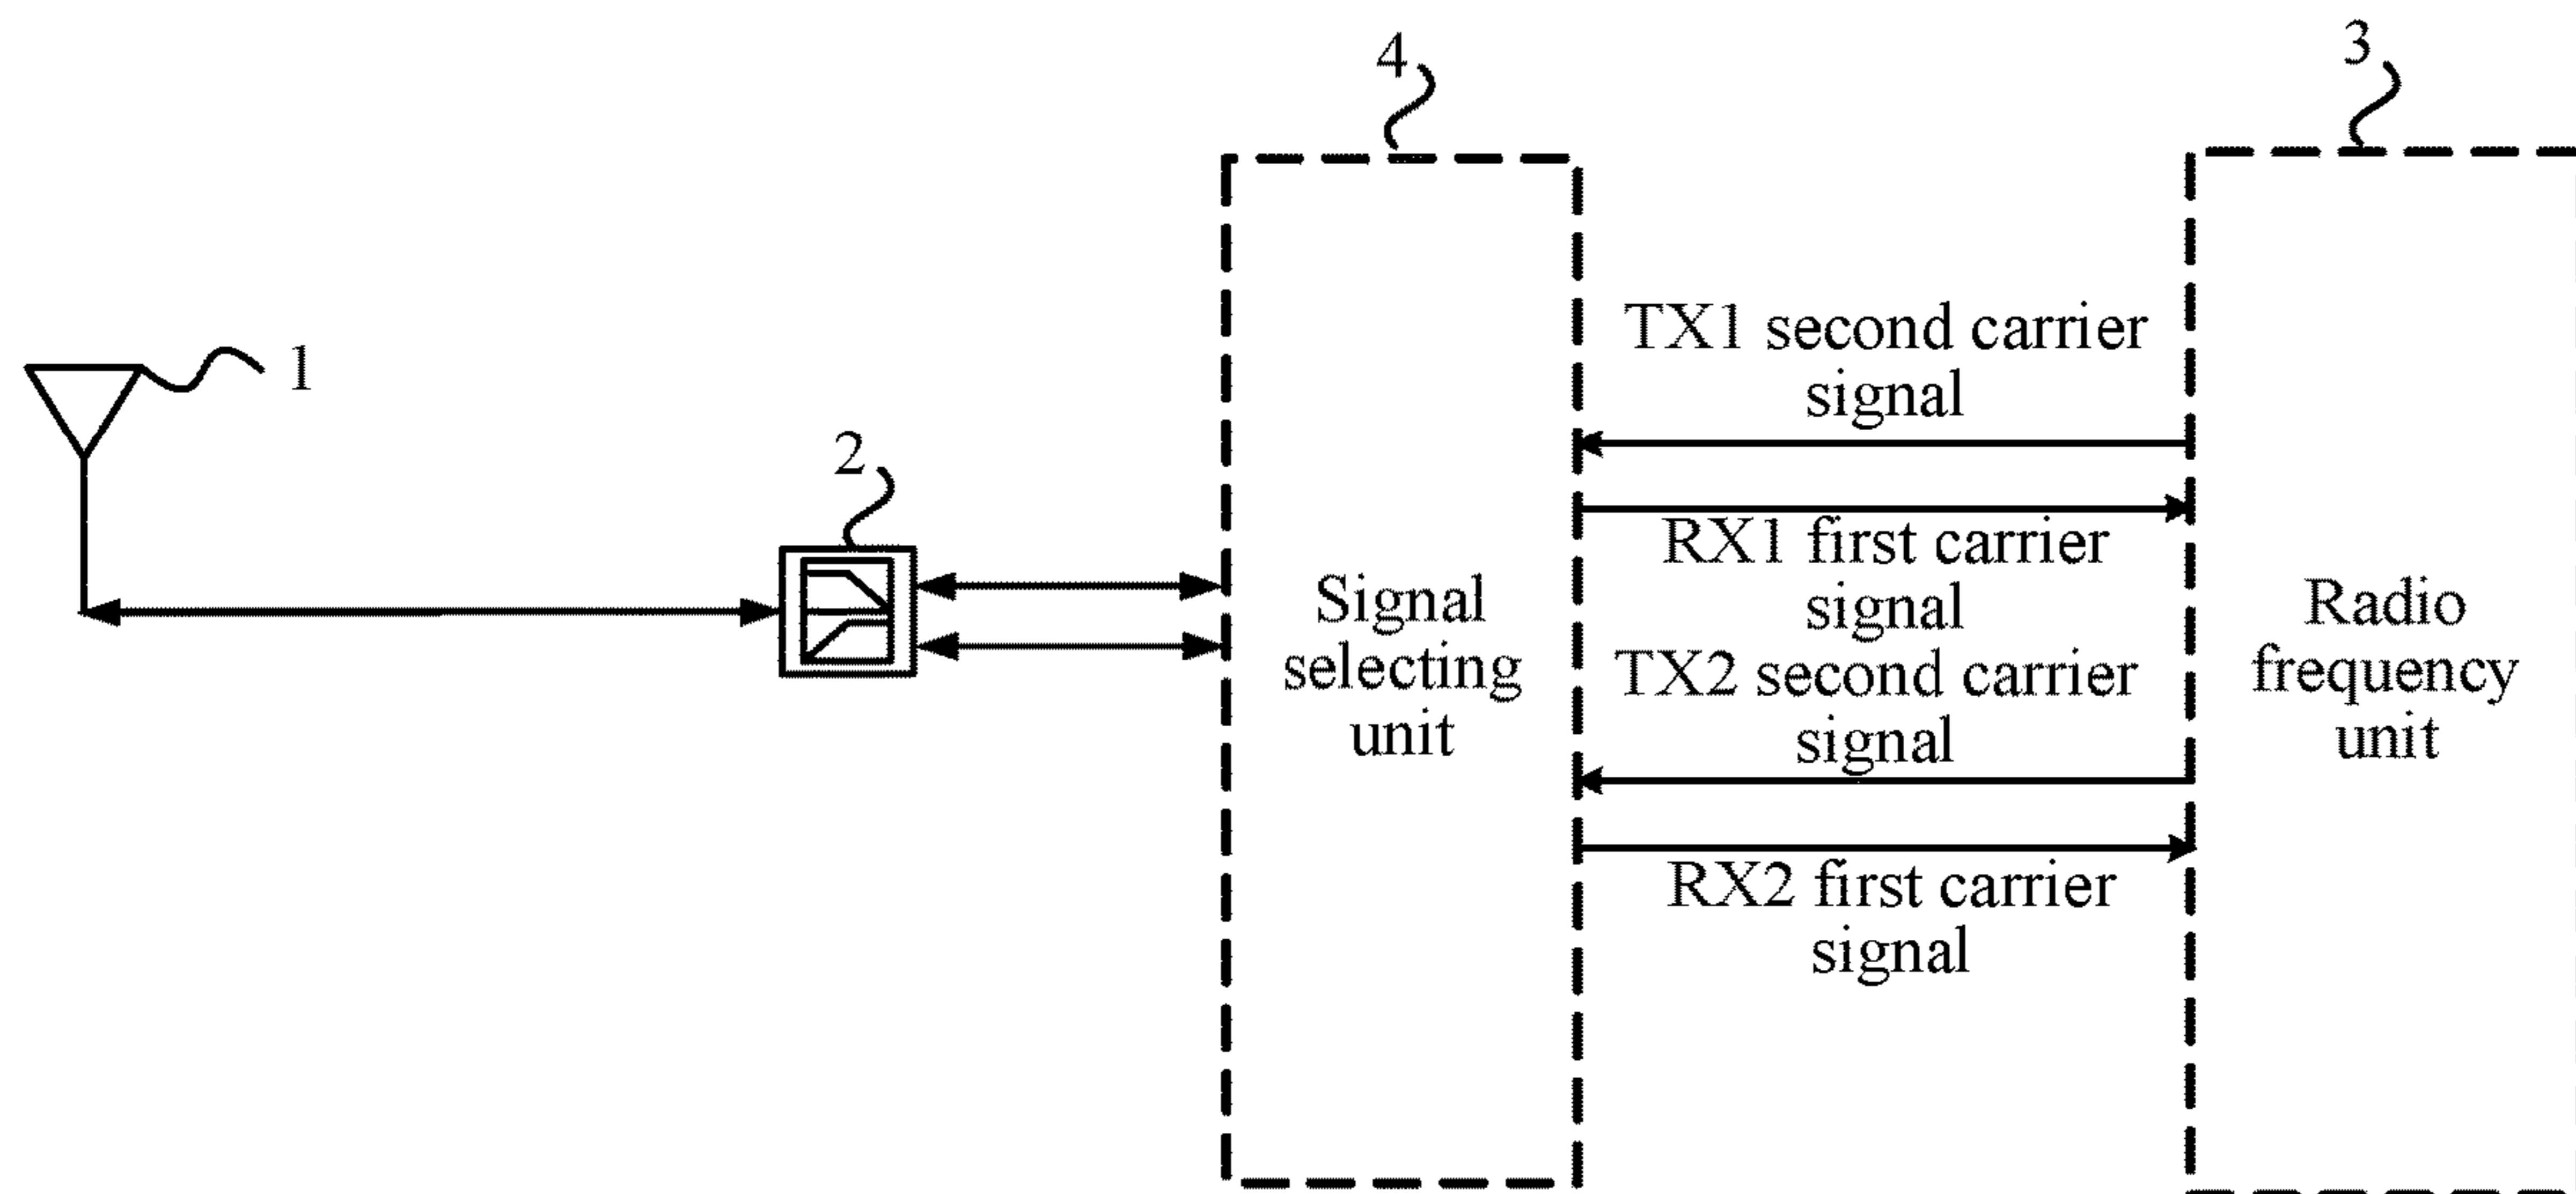 4
3
1
2
TX1 second carrier
signal
RX1 first carrier
signal
TX2 second carrier
signal
RX2 first carrier
signal
Signal
selecting
unit
Radio
frequency
unit